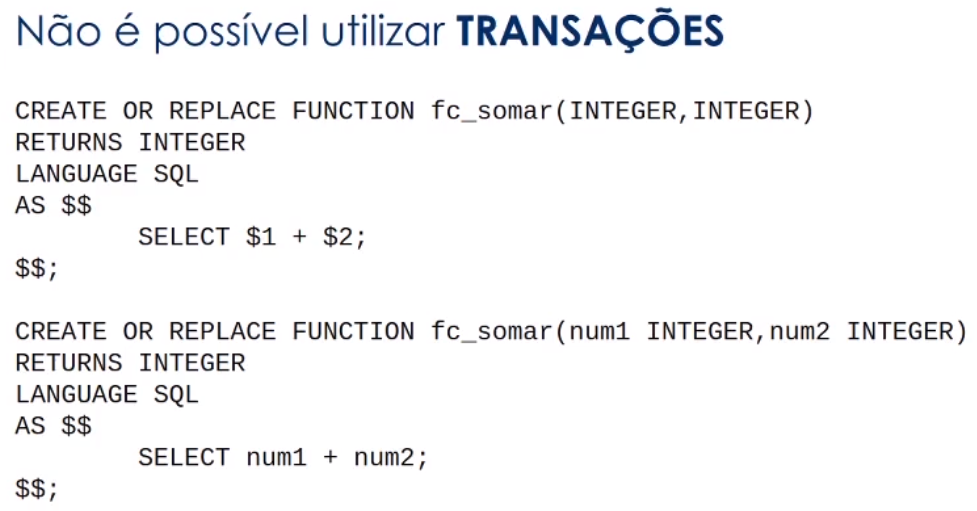 Não é possível utilizar TRANSAÇÕES
CREATE OR REPLACE FUNCTION fc_somar(INTEGER,INTEGER)
RETURNS INTEGER
LANGUAGE SQL
AS $$
SELECT $1 + $2;
$$;
CREATE OR REPLACE FUNCTION fc_somar(num1 INTEGER,num2 INTEGER)
RETURNS INTEGER
LANGUAGE SQL
AS $$
SELECT num1 + num2;
$$;